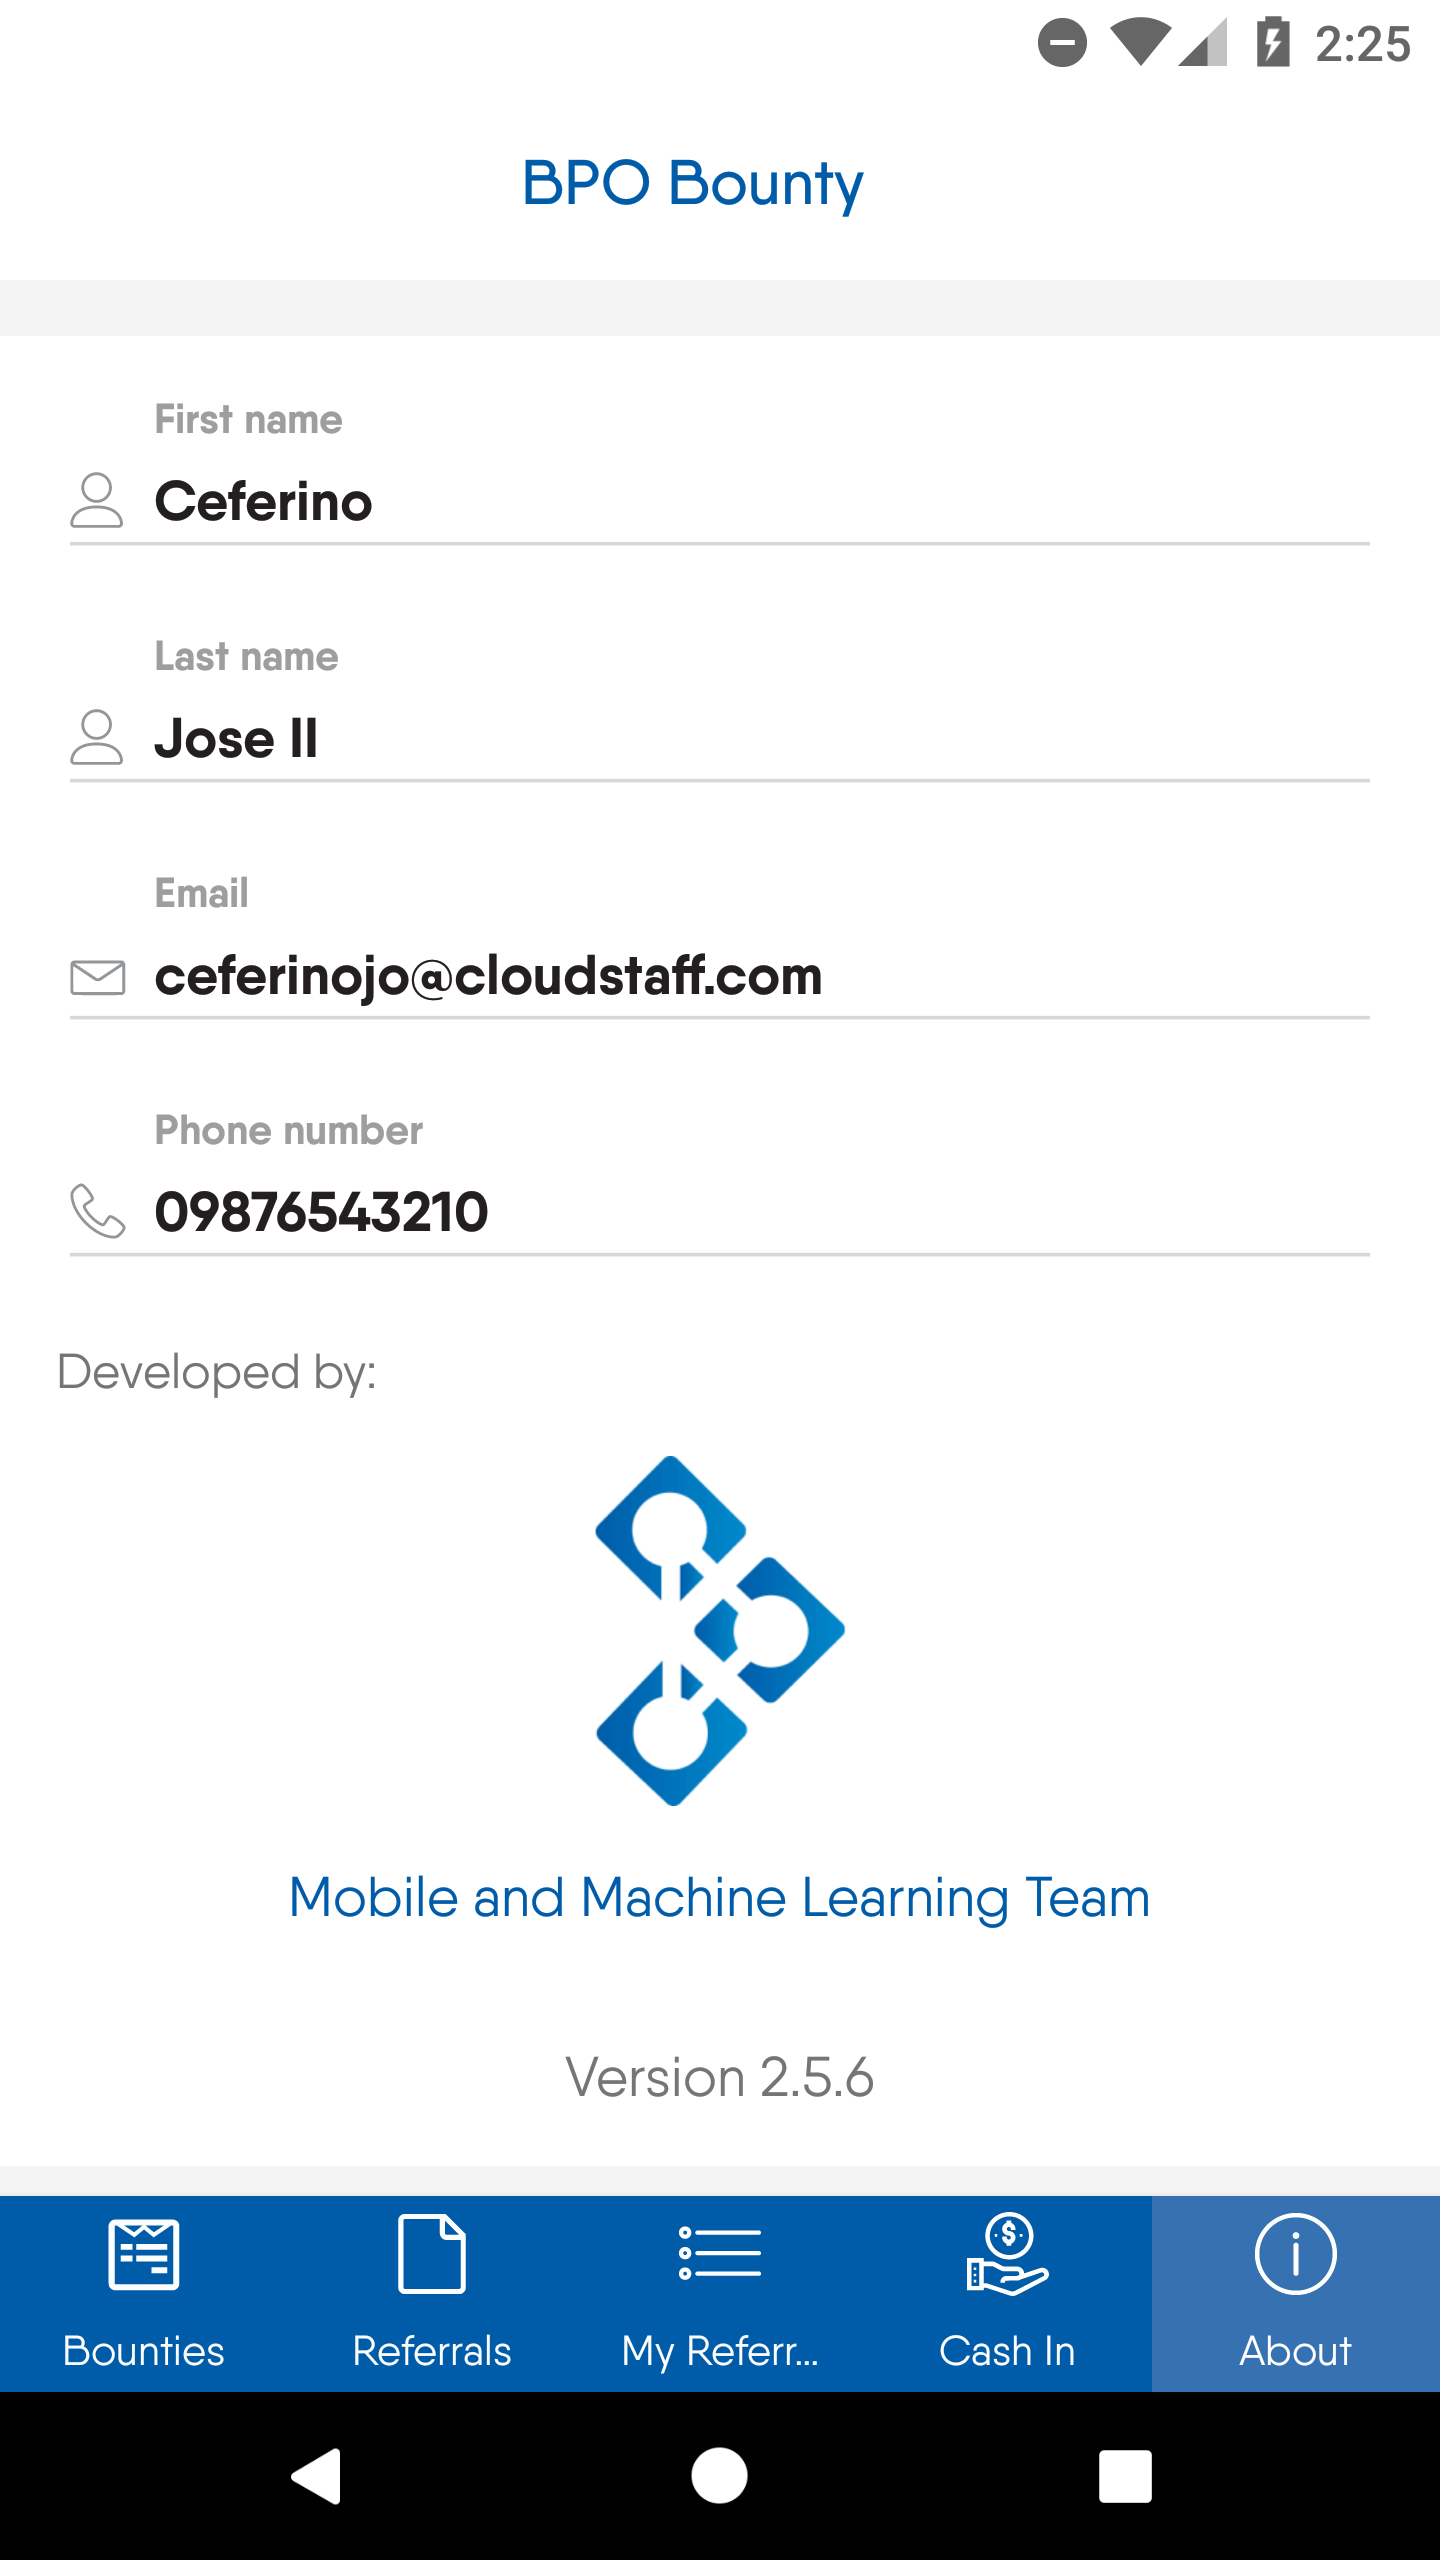 2:25
BPO Bounty
First name
Ceferino
Last name
Jose II
Email
ceferinojo@cloudstaff.com
Phone number
09876543210
Developed by:
Mobile and Machine Learning Team
Version 2.5.6
Bounties
Referrals
My Referr...
Cash In
About